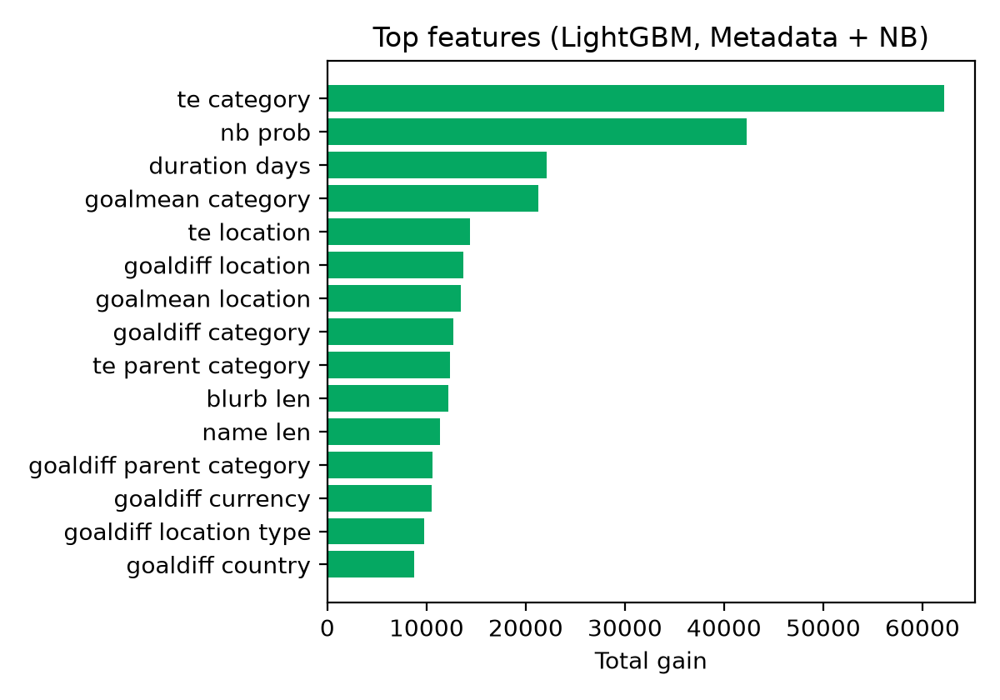 Top features (LightGBM, Metadata + NB)
te category
nb prob
duration days
goalmean category
te location
goaldiff location
goalmean location
goaldiff category
te parent category
blurb len
name len
goaldiff parent category
goaldiff currency
goaldiff location type
goaldiff country
0 10000 20000 30000 40000 50000 60000
Total gain